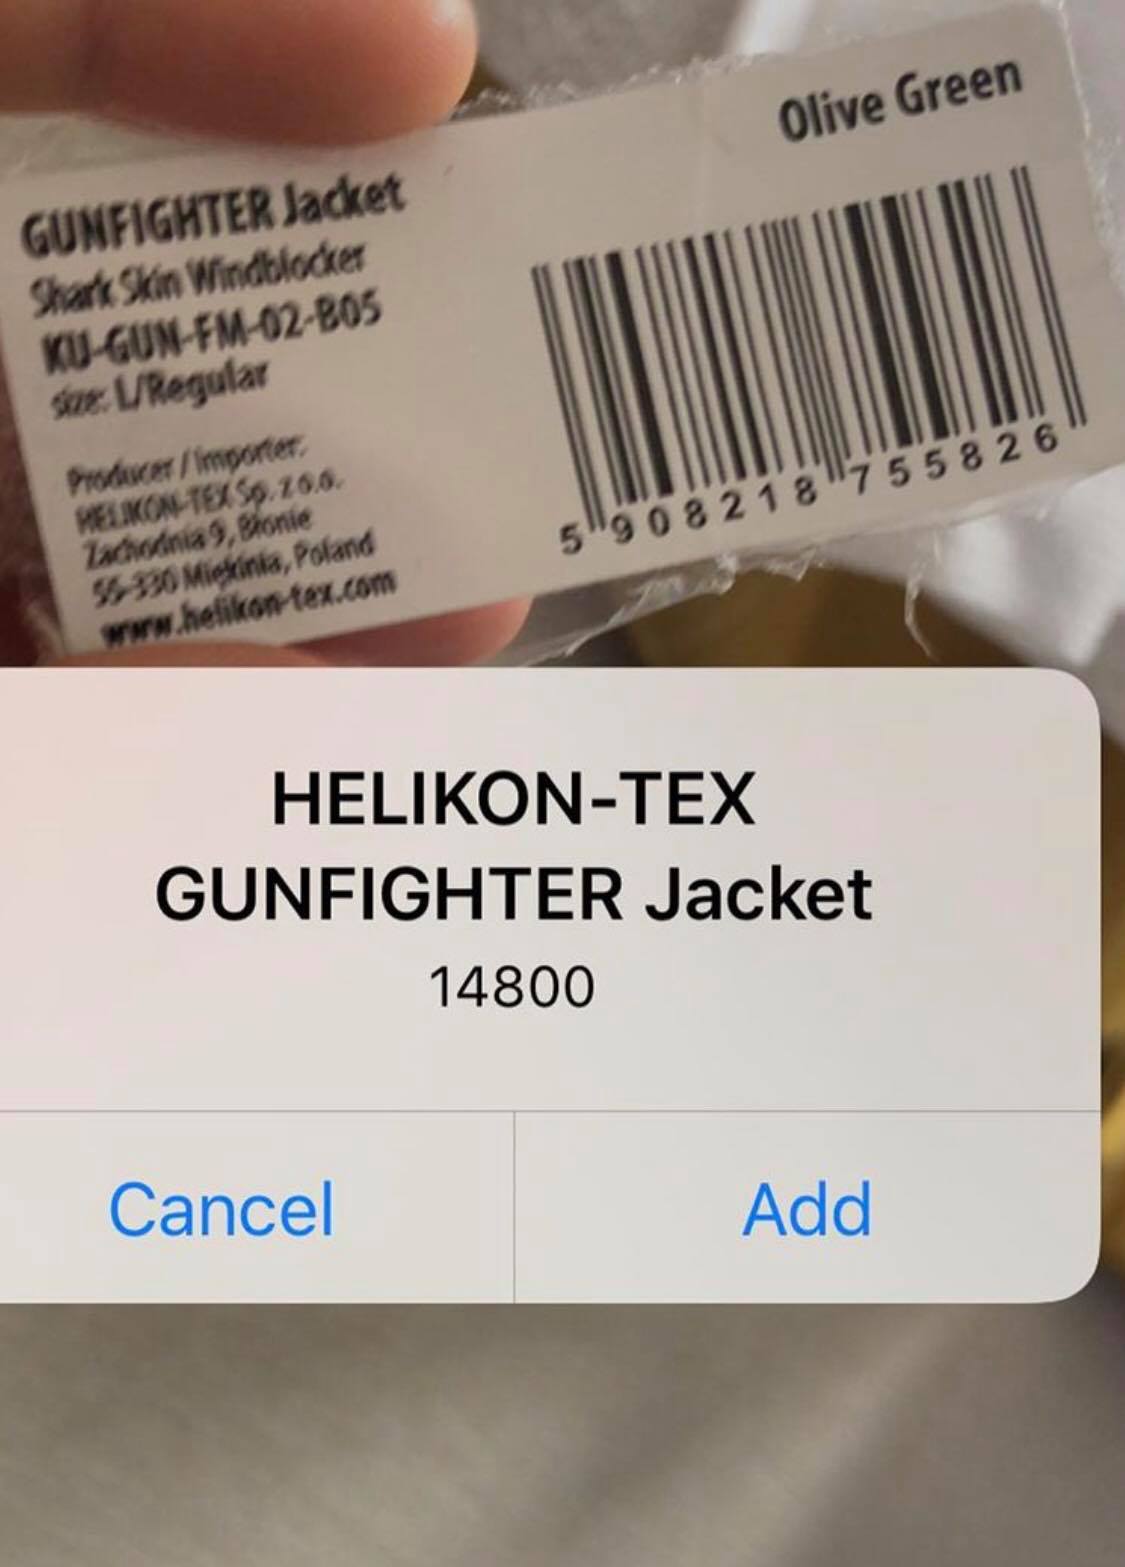 Olive Green
GUNFIGHTER Jacket
Shark Skin Windblocker
KU-GUN-FM-02-B05
size: L/Regular
Producer / importer:
HELIKON-TEX Sp. z o.o.
Zachodnia 9, Błonie
55-330 Miękinia, Poland
www.helikon-tex.com
5 908218 755826
HELIKON-TEX
GUNFIGHTER Jacket
14800
Cancel
Add